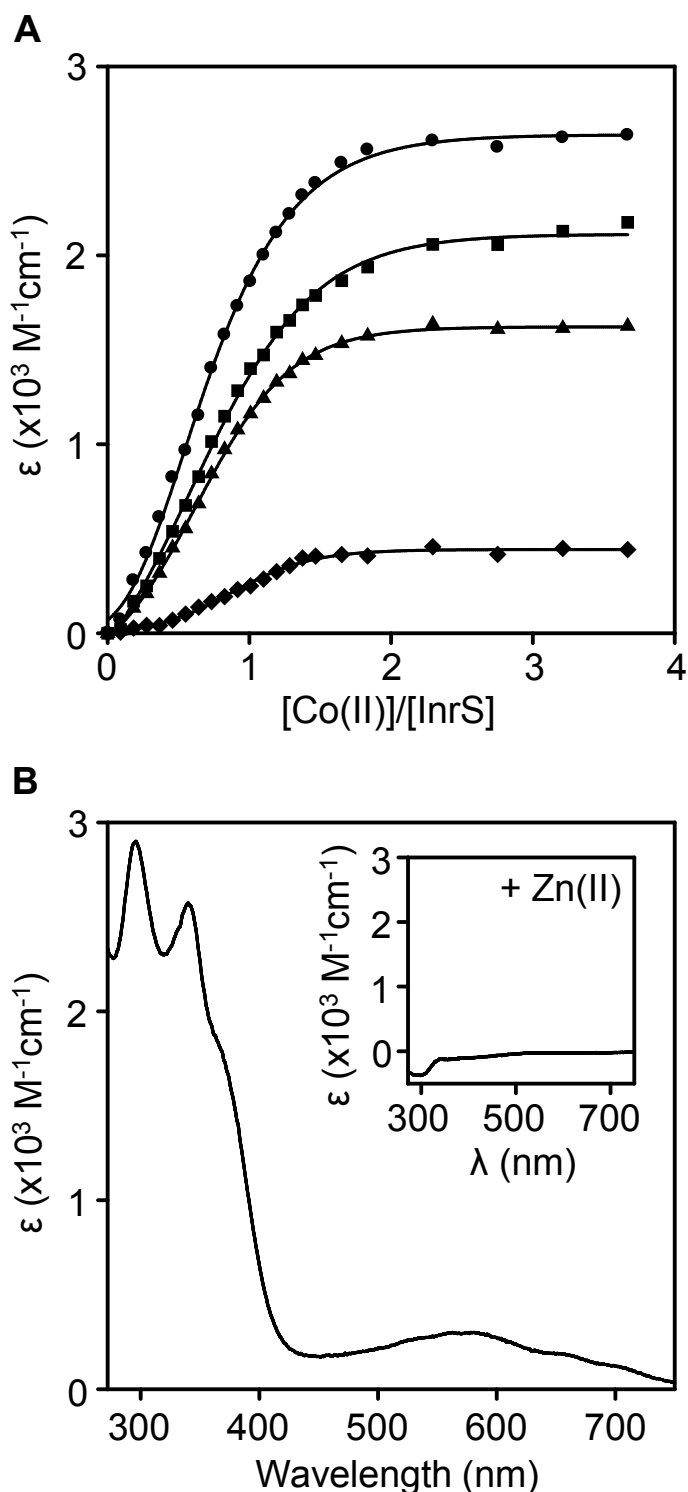 A
3
2
1
0
ε (x10³ M⁻¹cm⁻¹)
0 1 2 3 4
[Co(II)]/[InrS]
B
3
2
1
0
ε (x10³ M⁻¹cm⁻¹)
3
2
1
0
ε (x10³ M⁻¹cm⁻¹)
+ Zn(II)
300 500 700
λ (nm)
300 400 500 600 700
Wavelength (nm)